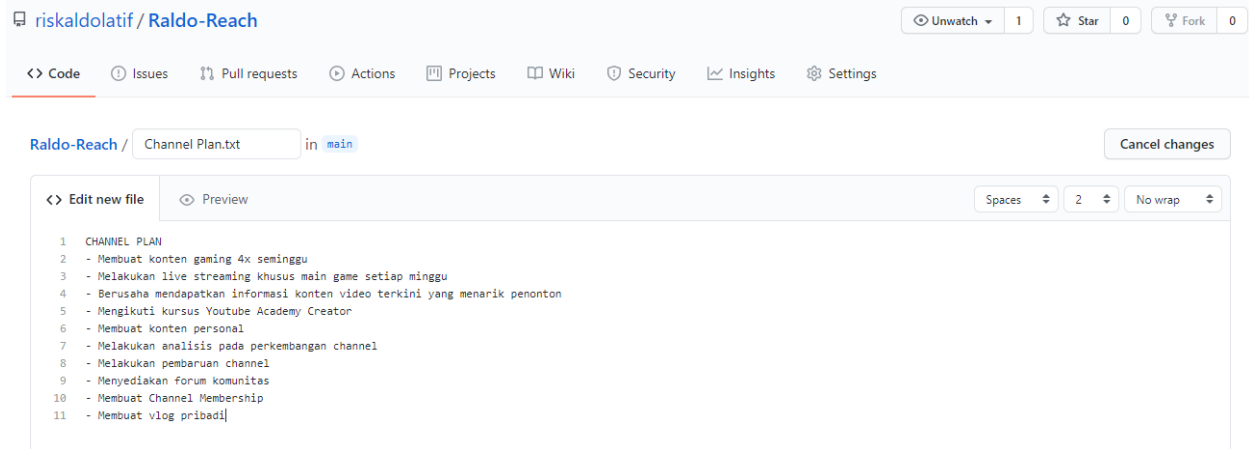 riskaldolatif / Raldo-Reach
Unwatch 1 Star 0 Fork 0
<> Code Issues Pull requests Actions Projects Wiki Security Insights Settings
Raldo-Reach / Channel Plan.txt in main Cancel changes
<> Edit new file Preview Spaces 2 No wrap
1 CHANNEL PLAN
2 - Membuat konten gaming 4x seminggu
3 - Melakukan live streaming khusus main game setiap minggu
4 - Berusaha mendapatkan informasi konten video terkini yang menarik penonton
5 - Mengikuti kursus Youtube Academy Creator
6 - Membuat konten personal
7 - Melakukan analisis pada perkembangan channel
8 - Melakukan pembaruan channel
9 - Menyediakan forum komunitas
10 - Membuat Channel Membership
11 - Membuat vlog pribadi